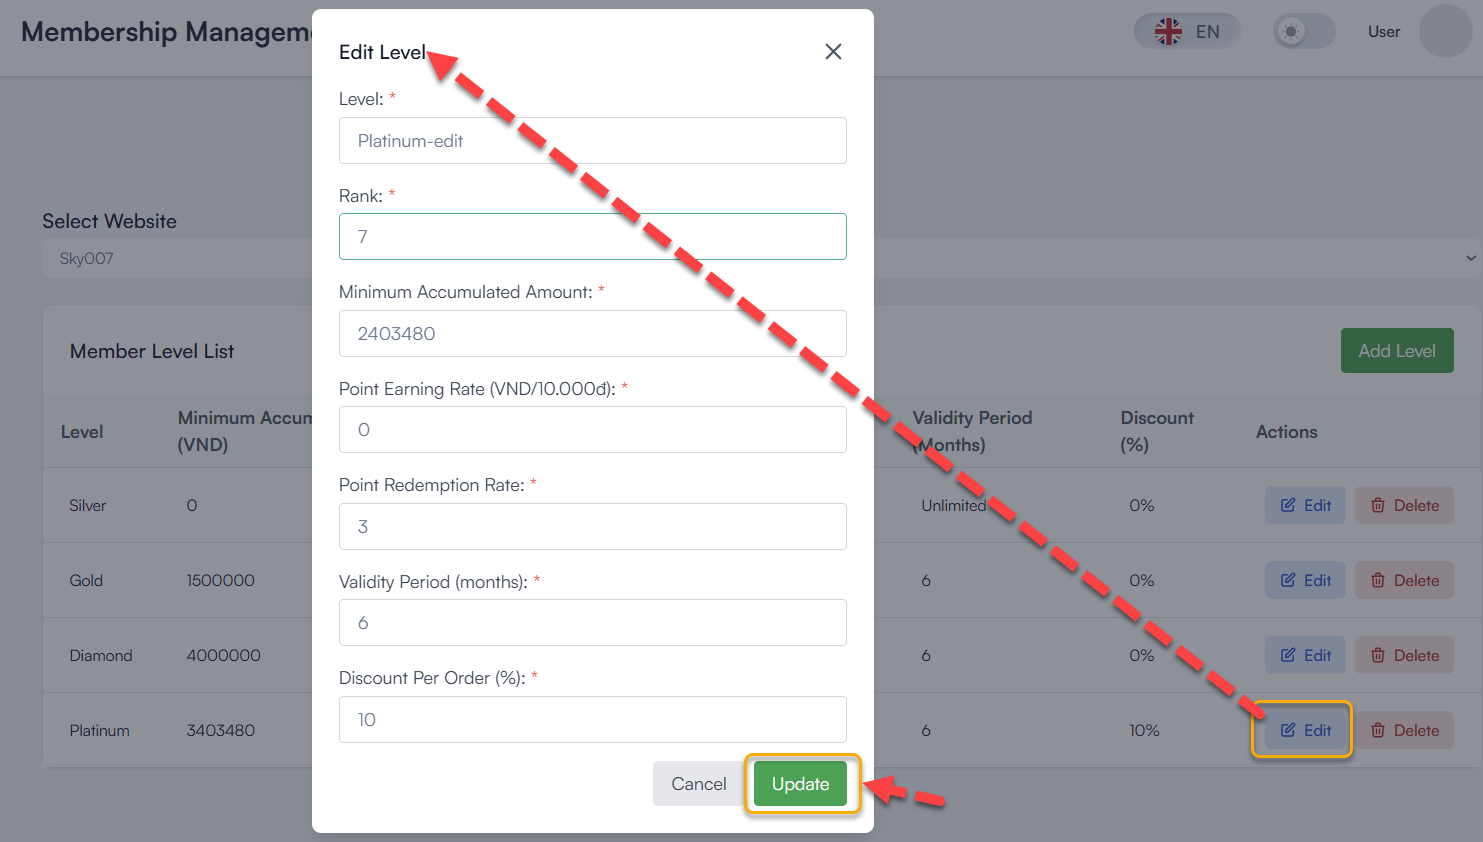 Membership Manageme
EN
User
Edit Level
Level: *
Platinum-edit
Rank: *
7
Minimum Accumulated Amount: *
2403480
Point Earning Rate (VND/10.000đ): *
0
Point Redemption Rate: *
3
Validity Period (months): *
6
Discount Per Order (%): *
10
Cancel
Update
Select Website
Sky007
Member Level List
Add Level
Level
Minimum Accum
(VND)
Validity Period
(Months)
Discount
(%)
Actions
Silver 0 Unlimited 0% Edit Delete
Gold 1500000 6 0% Edit Delete
Diamond 4000000 6 0% Edit Delete
Platinum 3403480 6 10% Edit Delete